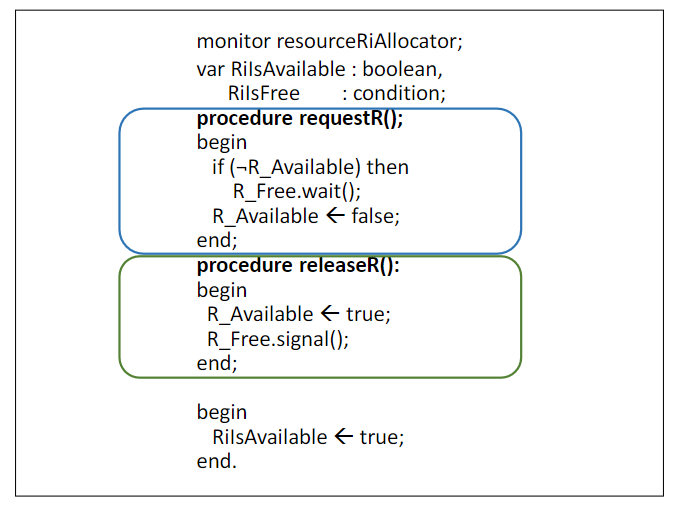 monitor resourceRiAllocator;
var RiIsAvailable : boolean,
RiIsFree : condition;
procedure requestR();
begin
if (¬R_Available) then
R_Free.wait();
R_Available ← false;
end;
procedure releaseR():
begin
R_Available ← true;
R_Free.signal();
end;
begin
RiIsAvailable ← true;
end.